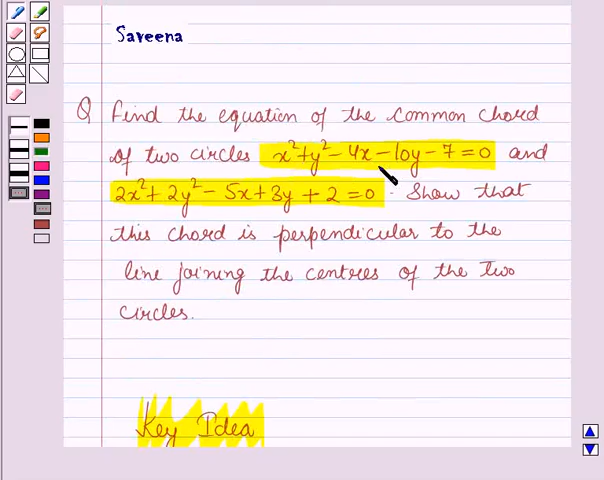 Saveena
Q Find the equation of the common chord
of two circles x²+y²-4x-10y-7=0 and
2x²+2y²-5x+3y+2=0. Show that
this chord is perpendicular to the
line joining the centres of the two
circles.
Key Idea